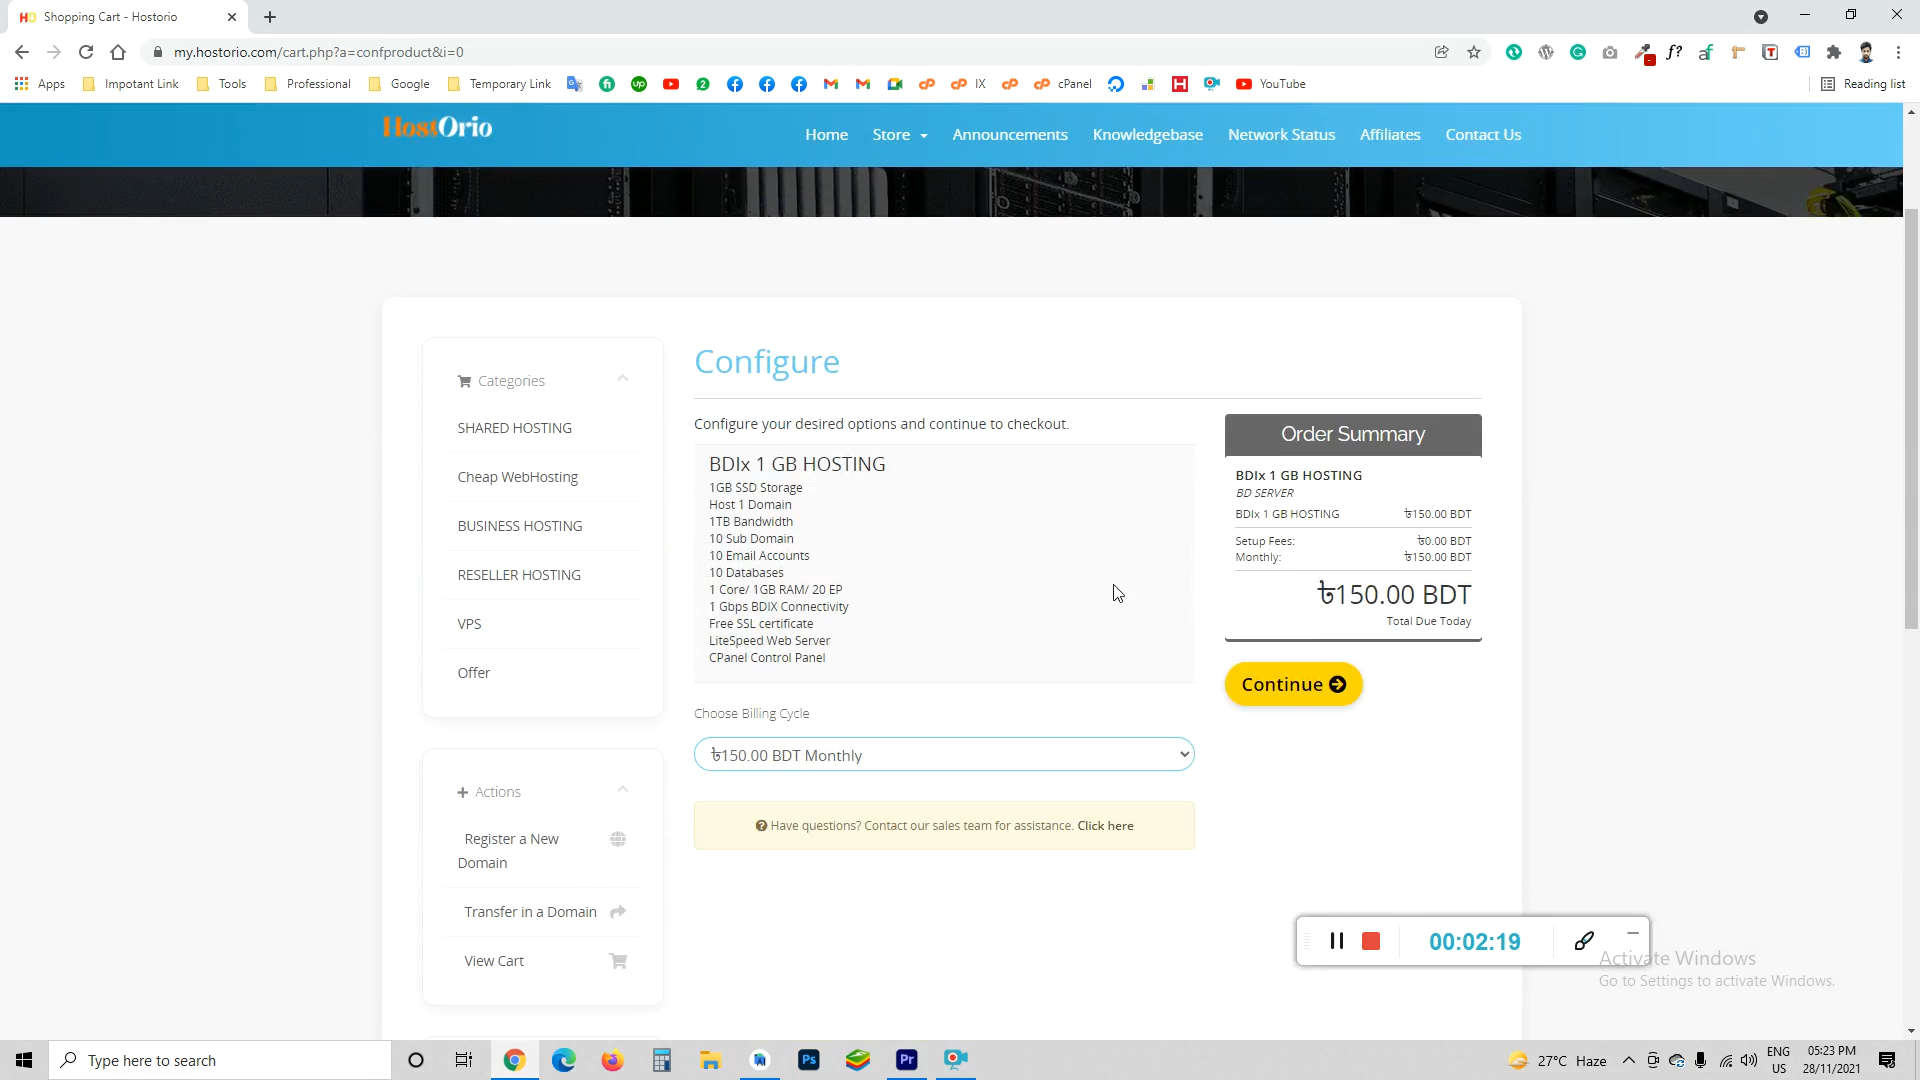 Shopping Cart - Hostorio
my.hostorio.com/cart.php?a=confproduct&i=0
Apps
Impotant Link
Tools
Professional
Google
Temporary Link
IX
cPanel
YouTube
Reading list
HostOrio
Home
Store
Announcements
Knowledgebase
Network Status
Affiliates
Contact Us
Categories
SHARED HOSTING
Cheap WebHosting
BUSINESS HOSTING
RESELLER HOSTING
VPS
Offer
Actions
Register a New
Domain
Transfer in a Domain
View Cart
Configure
Configure your desired options and continue to checkout.
BDIx 1 GB HOSTING
1GB SSD Storage
Host 1 Domain
1TB Bandwidth
10 Sub Domain
10 Email Accounts
10 Databases
1 Core/ 1GB RAM/ 20 EP
1 Gbps BDIX Connectivity
Free SSL certificate
LiteSpeed Web Server
CPanel Control Panel
Choose Billing Cycle
৳150.00 BDT Monthly
Have questions? Contact our sales team for assistance. Click here
Order Summary
BDIx 1 GB HOSTING
BD SERVER
BDIx 1 GB HOSTING ৳150.00 BDT
Setup Fees: ৳0.00 BDT
Monthly: ৳150.00 BDT
৳150.00 BDT
Total Due Today
Continue
00:02:19
Activate Windows
Go to Settings to activate Windows.
Type here to search
Ps
Pr
27°C Haze
ENG
US
05:23 PM
28/11/2021